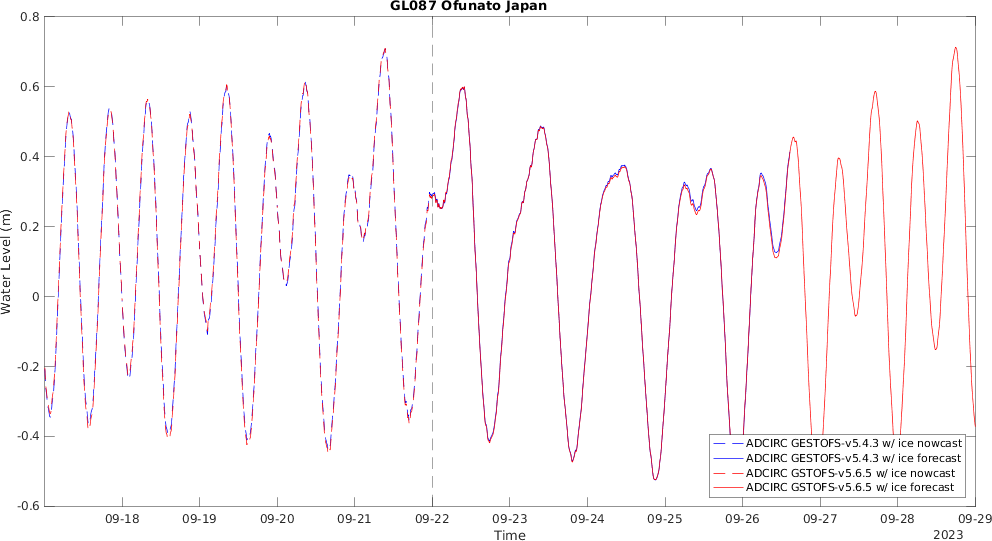 GL087 Ofunato Japan
0.8
0.6
0.4
0.2
0
-0.2
-0.4
-0.6
Water Level (m)
ADCIRC GESTOFS-v5.4.3 w/ ice nowcast
ADCIRC GESTOFS-v5.4.3 w/ ice forecast
ADCIRC GSTOFS-v5.6.5 w/ ice nowcast
ADCIRC GSTOFS-v5.6.5 w/ ice forecast
09-18 09-19 09-20 09-21 09-22 09-23 09-24 09-25 09-26 09-27 09-28 09-29
Time
2023